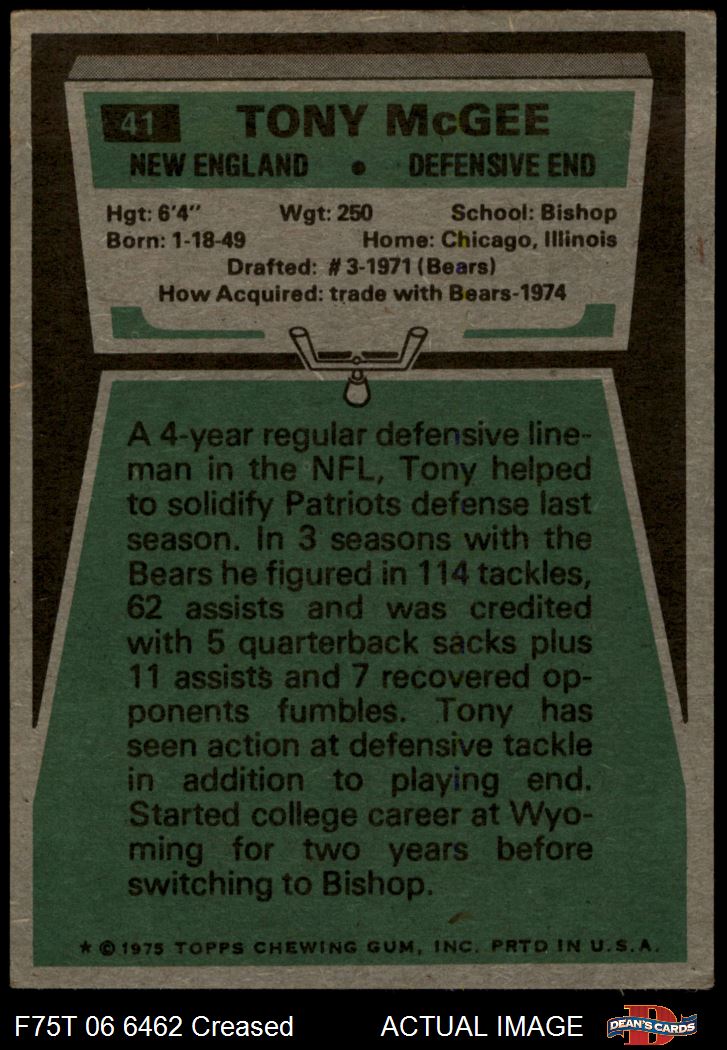 41 TONY McGEE
NEW ENGLAND • DEFENSIVE END
Hgt: 6'4" Wgt: 250 School: Bishop
Born: 1-18-49 Home: Chicago, Illinois
Drafted: #3-1971 (Bears)
How Acquired: trade with Bears-1974
A 4-year regular defensive line-
man in the NFL, Tony helped
to solidify Patriots defense last
season. In 3 seasons with the
Bears he figured in 114 tackles,
62 assists and was credited
with 5 quarterback sacks plus
11 assists and 7 recovered op-
ponents fumbles. Tony has
seen action at defensive tackle
in addition to playing end.
Started college career at Wyo-
ming for two years before
switching to Bishop.
★ © 1975 TOPPS CHEWING GUM, INC. PRTD IN U.S.A.
F75T 06 6462 Creased ACTUAL IMAGE D DEAN'S CARDS